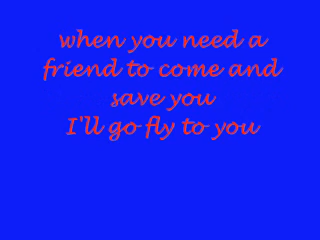 when you need a
friend to come and
save you
I'll go fly to you